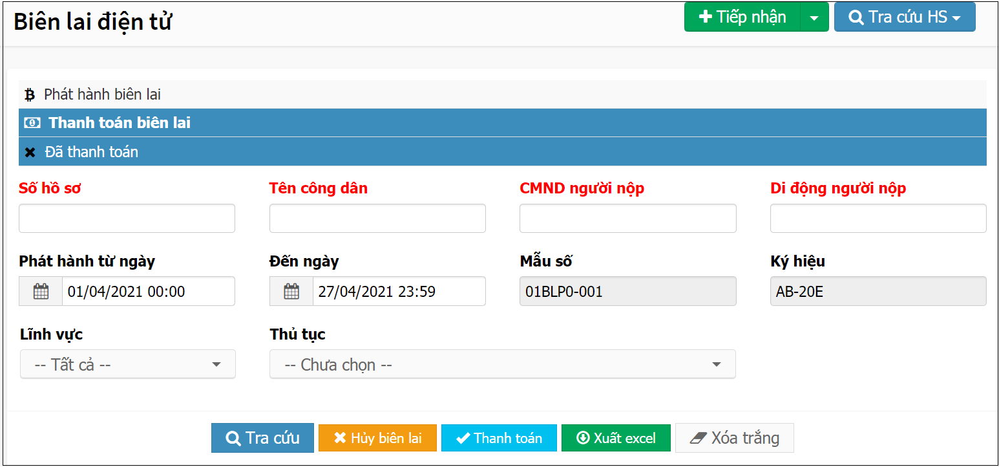 Biên lai điện tử
Tiếp nhận
Tra cứu HS
Phát hành biên lai
Thanh toán biên lai
Đã thanh toán
Số hồ sơ
Tên công dân
CMND người nộp
Di động người nộp
Phát hành từ ngày
Đến ngày
Mẫu số
Ký hiệu
01/04/2021 00:00
27/04/2021 23:59
01BLP0-001
AB-20E
Lĩnh vực
Thủ tục
-- Tất cả --
-- Chưa chọn --
Tra cứu
Hủy biên lai
Thanh toán
Xuất excel
Xóa trắng